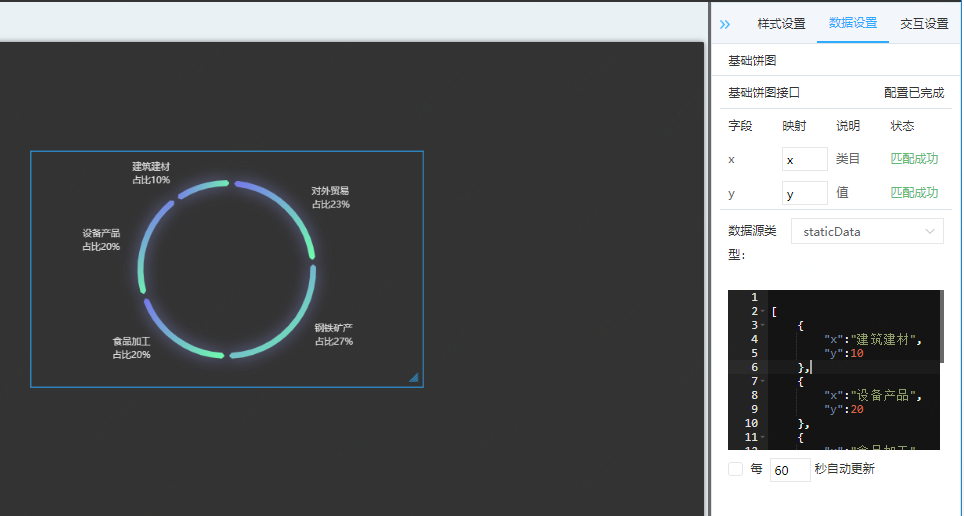 样式设置 数据设置 交互设置
基础饼图
基础饼图接口 配置已完成
字段 映射 说明 状态
x x 类目 匹配成功
y y 值 匹配成功
数据源类型: staticData
1
2 [
3 {
4 "x":"建筑建材",
5 "y":10
6 },
7 {
8 "x":"设备产品",
9 "y":20
10 },
11 {
每 60 秒自动更新
建筑建材
占比10%
对外贸易
占比23%
设备产品
占比20%
钢铁矿产
占比27%
食品加工
占比20%